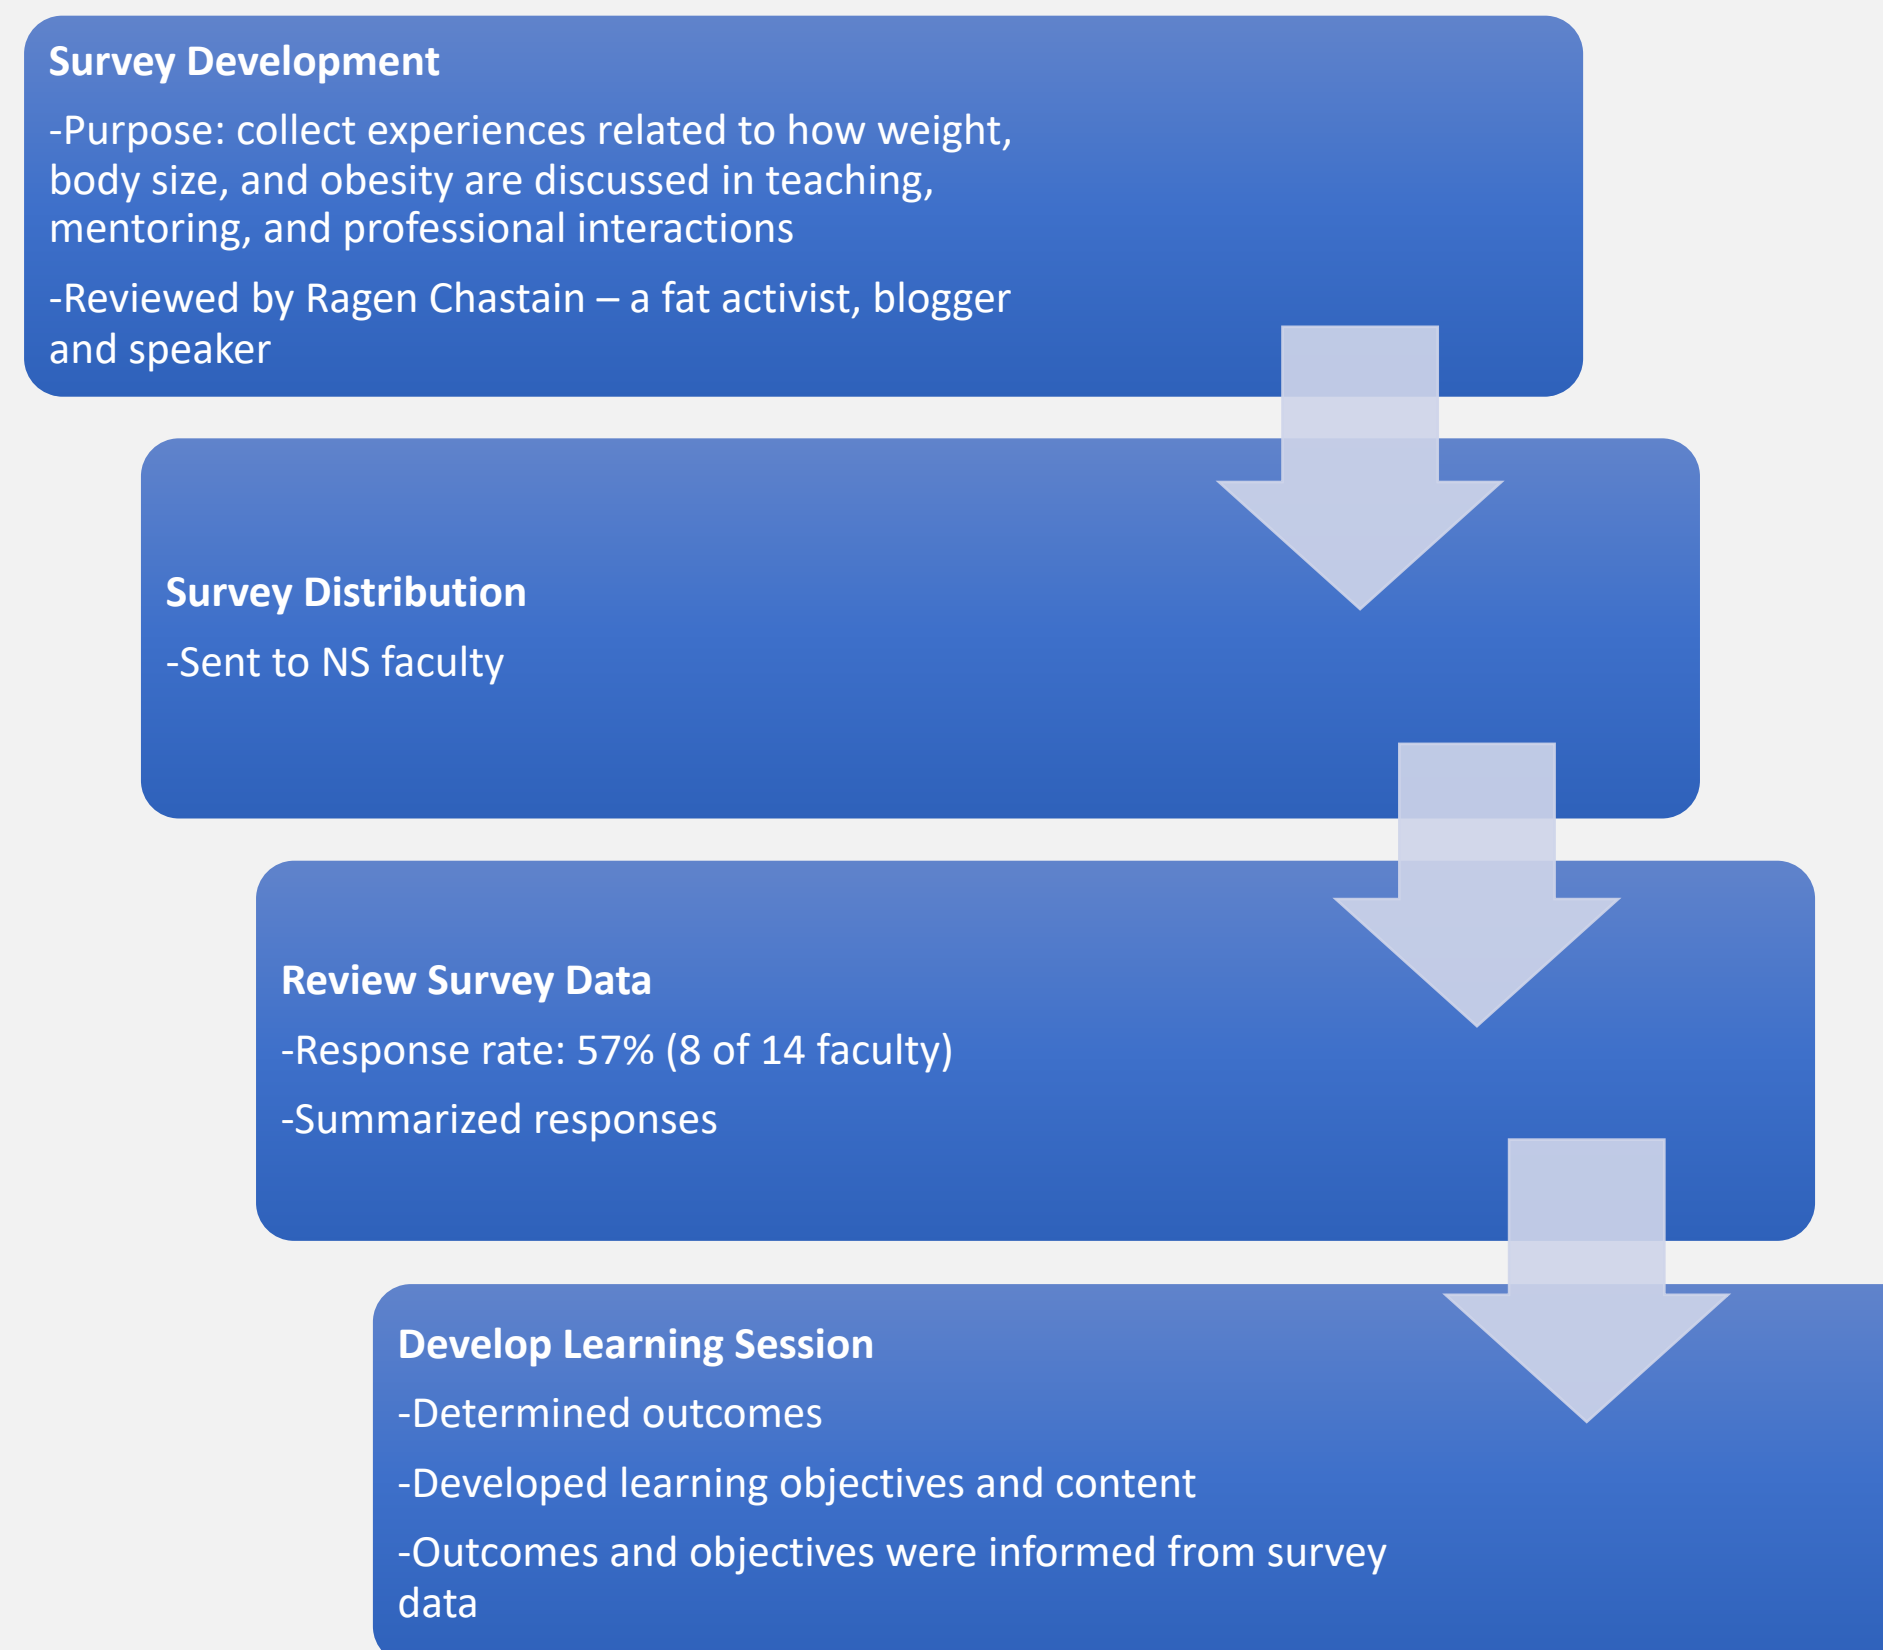 Survey Development
-Purpose: collect experiences related to how weight,
body size, and obesity are discussed in teaching,
mentoring, and professional interactions
-Reviewed by Ragen Chastain – a fat activist, blogger
and speaker
Survey Distribution
-Sent to NS faculty
Review Survey Data
-Response rate: 57% (8 of 14 faculty)
-Summarized responses
Develop Learning Session
-Determined outcomes
-Developed learning objectives and content
-Outcomes and objectives were informed from survey
data